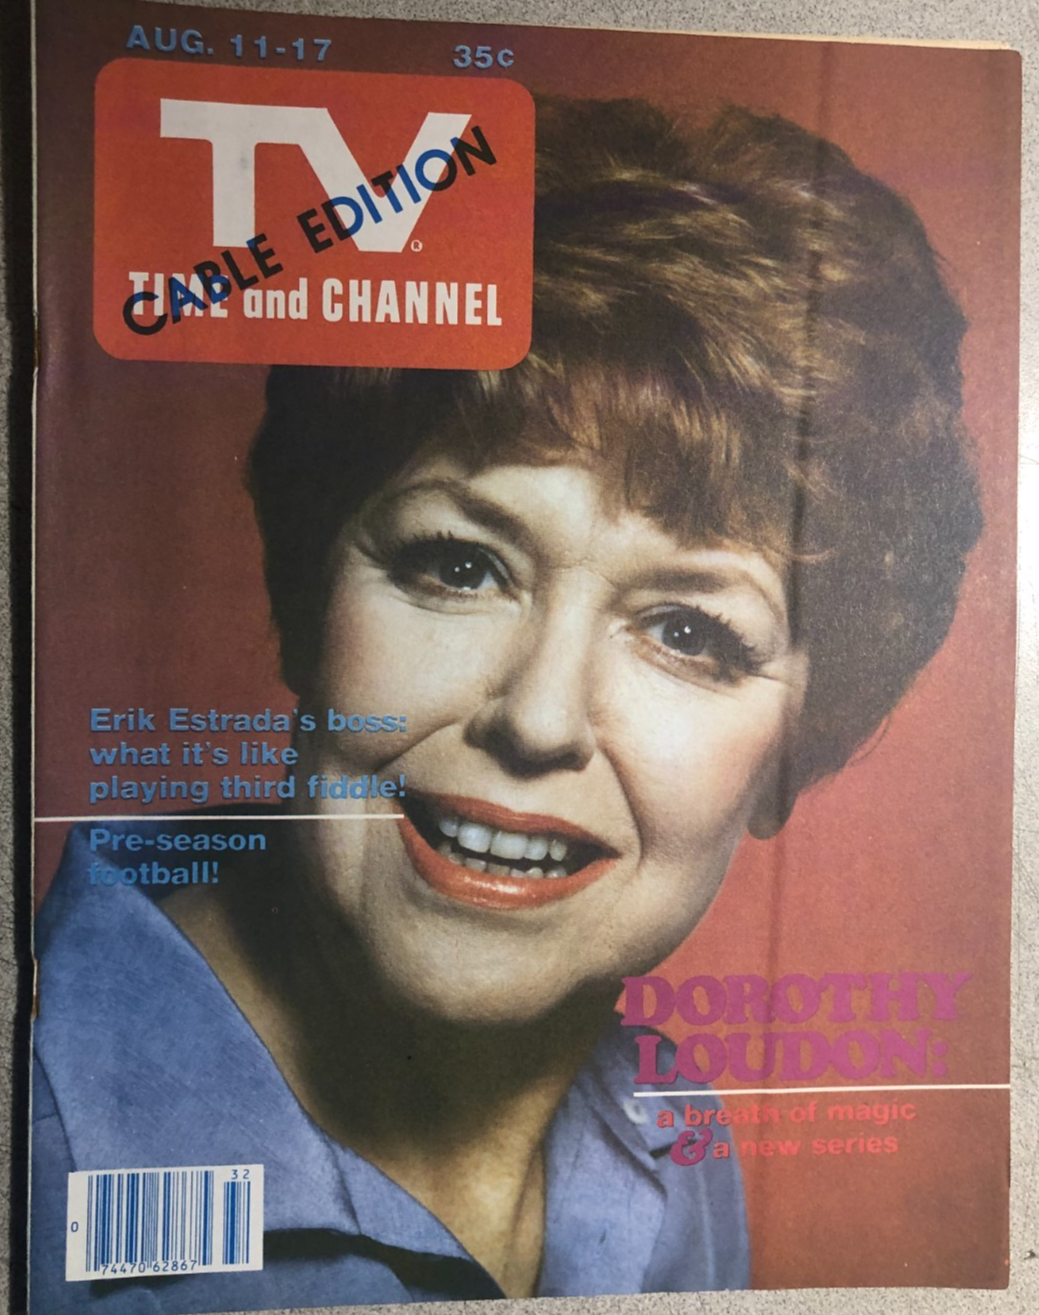 AUG. 11-17 35¢
TV
®
CABLE EDITION
TIME and CHANNEL
Erik Estrada's boss:
what it's like
playing third fiddle!
Pre-season
football!
DOROTHY
LOUDON:
a breath of magic
& a new series
32
0 74470 62867